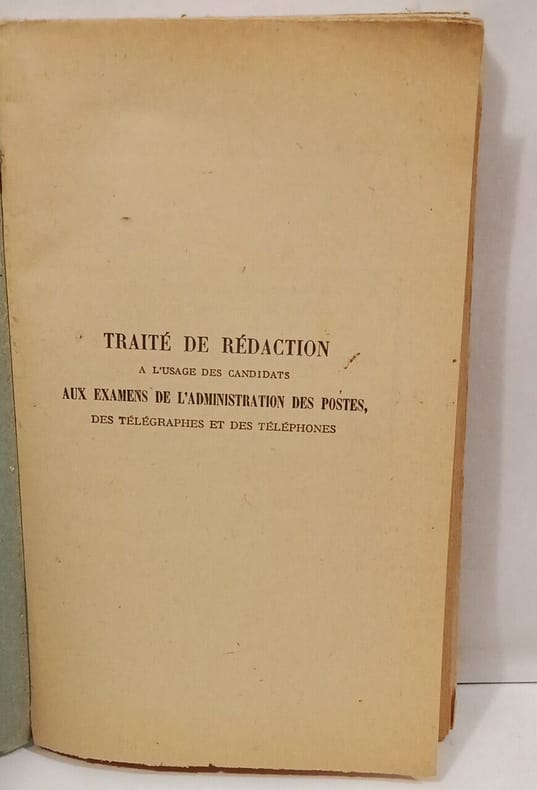 TRAITÉ DE RÉDACTION
A L'USAGE DES CANDIDATS
AUX EXAMENS DE L'ADMINISTRATION DES POSTES,
DES TÉLÉGRAPHES ET DES TÉLÉPHONES